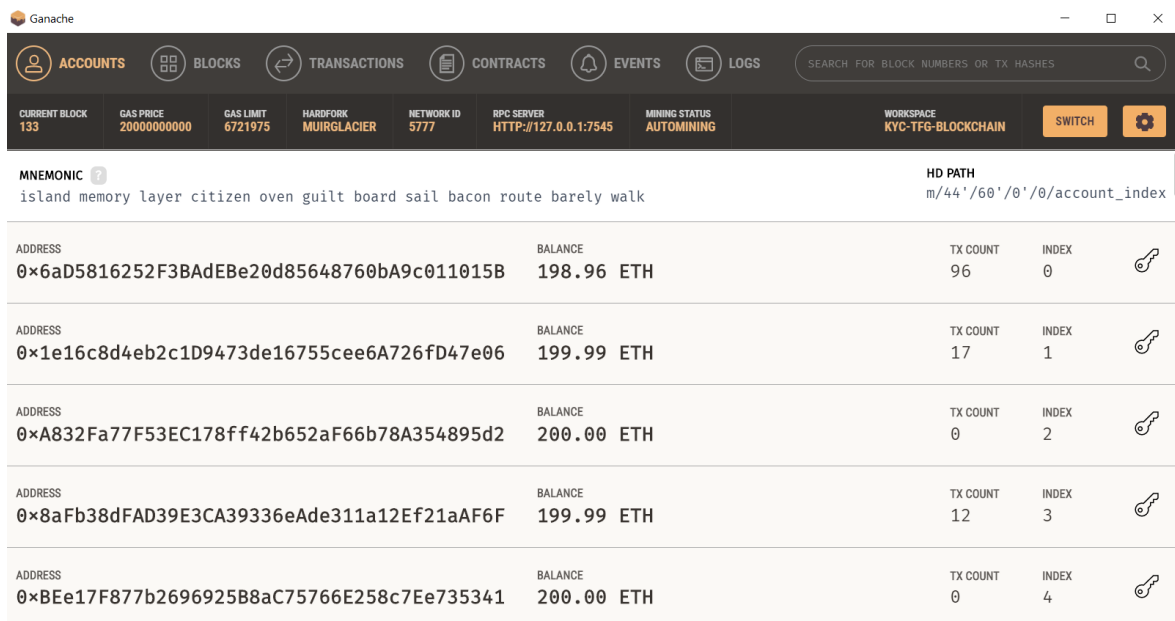 Ganache
ACCOUNTS BLOCKS TRANSACTIONS CONTRACTS EVENTS LOGS SEARCH FOR BLOCK NUMBERS OR TX HASHES
CURRENT BLOCK GAS PRICE GAS LIMIT HARDFORK NETWORK ID RPC SERVER MINING STATUS WORKSPACE
133 20000000000 6721975 MUIRGLACIER 5777 HTTP://127.0.0.1:7545 AUTOMINING KYC-TFG-BLOCKCHAIN SWITCH
MNEMONIC ? HD PATH
island memory layer citizen oven guilt board sail bacon route barely walk m/44'/60'/0'/0/account_index
ADDRESS BALANCE TX COUNT INDEX
0×6aD5816252F3BAdEBe20d85648760bA9c011015B 198.96 ETH 96 0
ADDRESS BALANCE TX COUNT INDEX
0×1e16c8d4eb2c1D9473de16755cee6A726fD47e06 199.99 ETH 17 1
ADDRESS BALANCE TX COUNT INDEX
0×A832Fa77F53EC178ff42b652aF66b78A354895d2 200.00 ETH 0 2
ADDRESS BALANCE TX COUNT INDEX
0×8aFb38dFAD39E3CA39336eAde311a12Ef21aAF6F 199.99 ETH 12 3
ADDRESS BALANCE TX COUNT INDEX
0×BEe17F877b2696925B8aC75766E258c7Ee735341 200.00 ETH 0 4